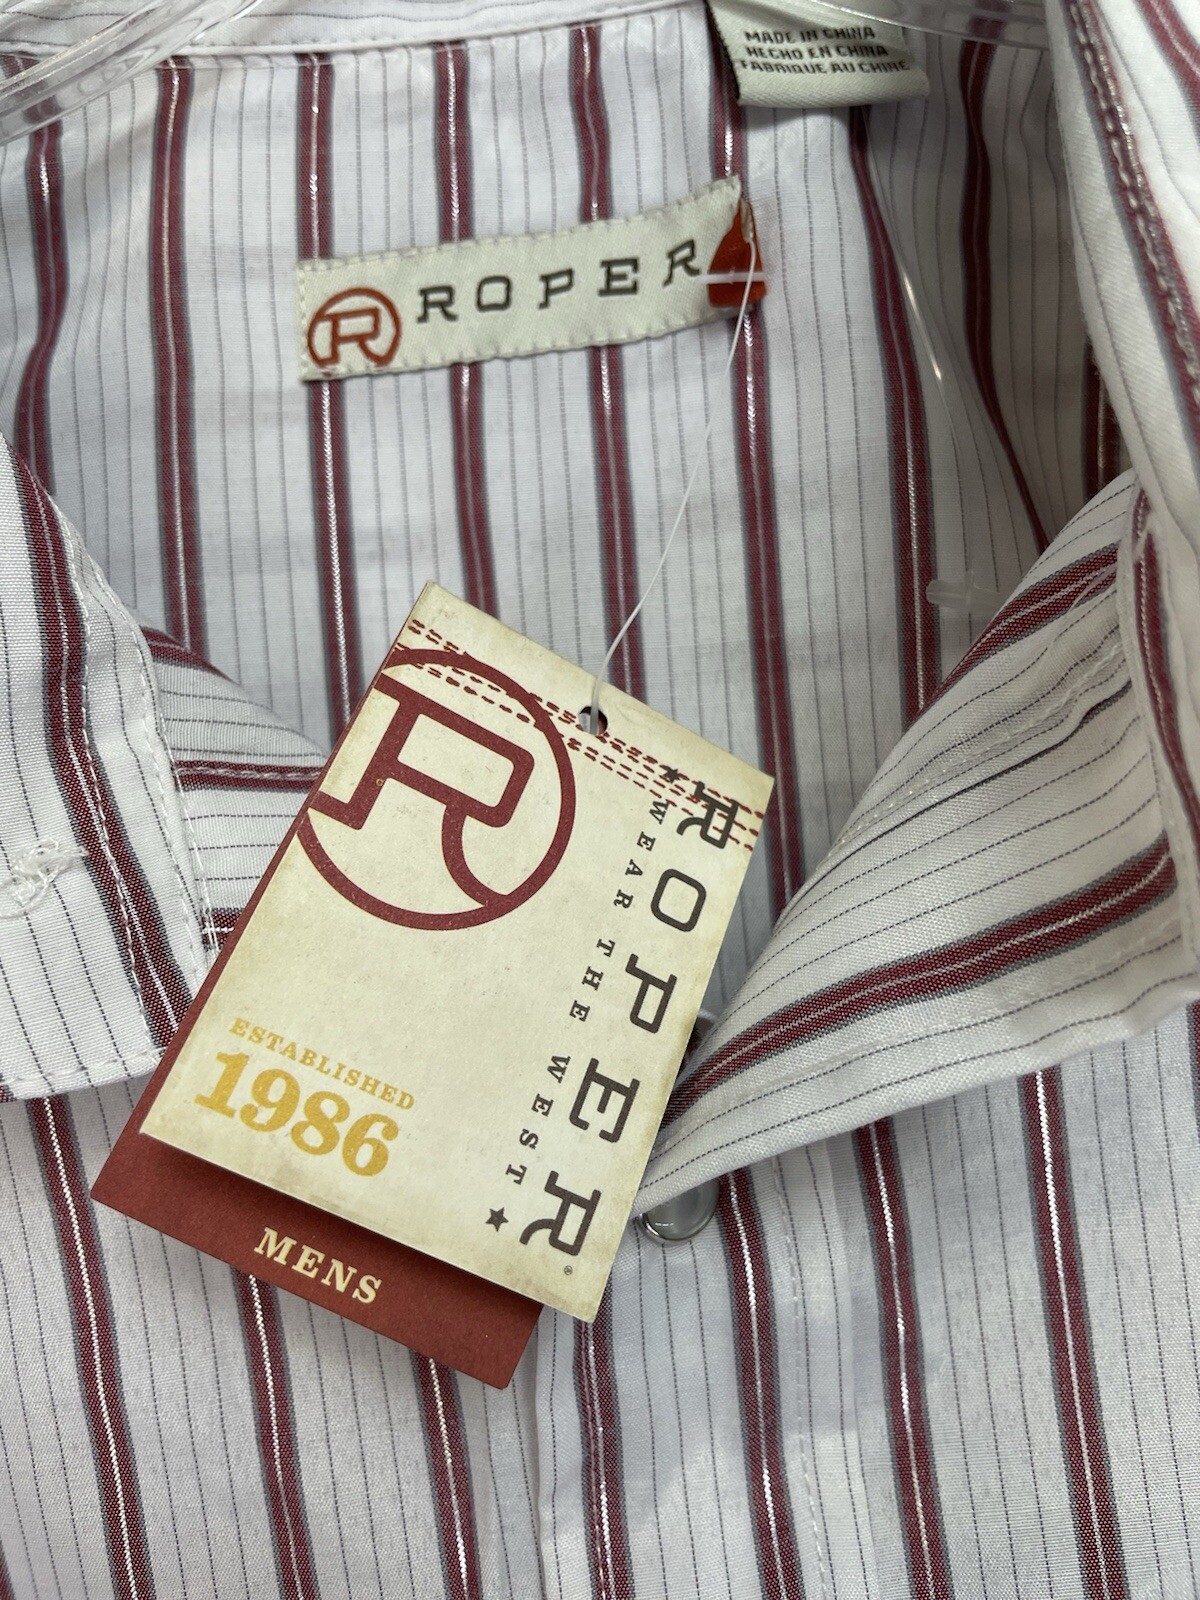 MADE IN CHINA
HECHO EN CHINA
FABRIQUE AU CHINE
R ROPER
R
ROPER®
WEAR THE WEST
ESTABLISHED
1986
MENS